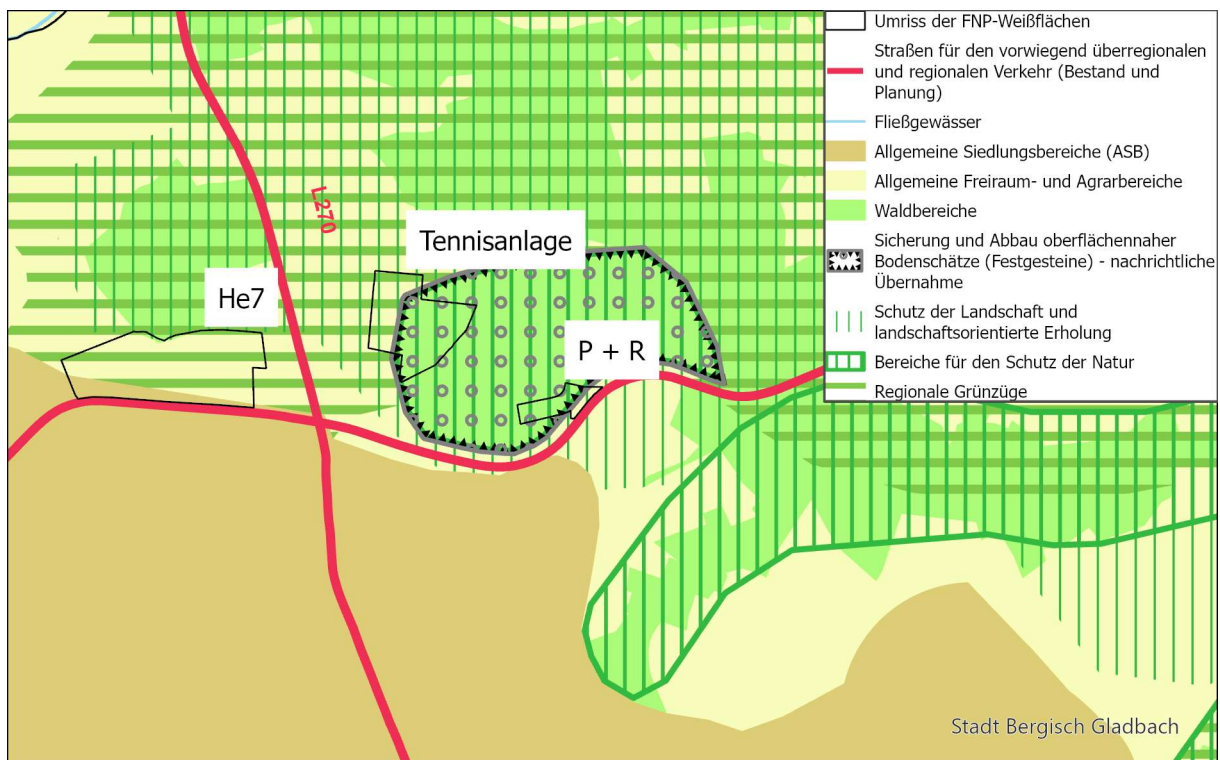 Umriss der FNP-Weißflächen
Straßen für den vorwiegend überregionalen
und regionalen Verkehr (Bestand und
Planung)
Fließgewässer
Allgemeine Siedlungsbereiche (ASB)
Allgemeine Freiraum- und Agrarbereiche
Waldbereiche
Sicherung und Abbau oberflächennaher
Bodenschätze (Festgesteine) - nachrichtliche
Übernahme
Schutz der Landschaft und
landschaftsorientierte Erholung
Bereiche für den Schutz der Natur
Regionale Grünzüge
L270
Tennisanlage
He7
P + R
Stadt Bergisch Gladbach